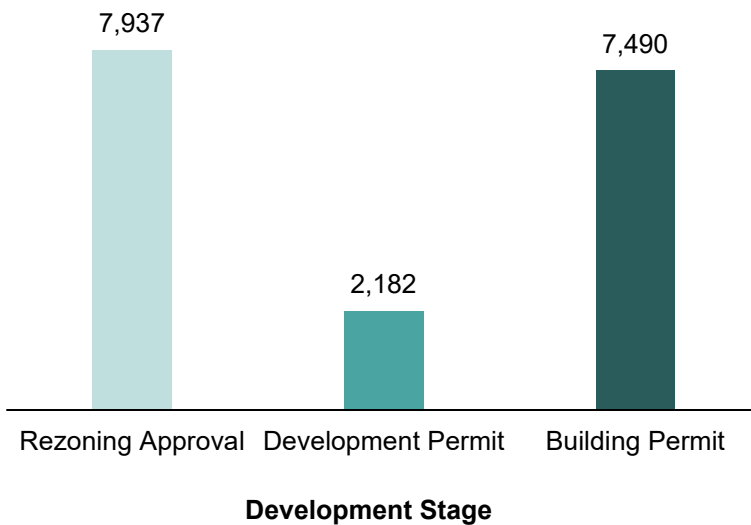 7,937
7,490
2,182
Rezoning Approval Development Permit Building Permit
Development Stage